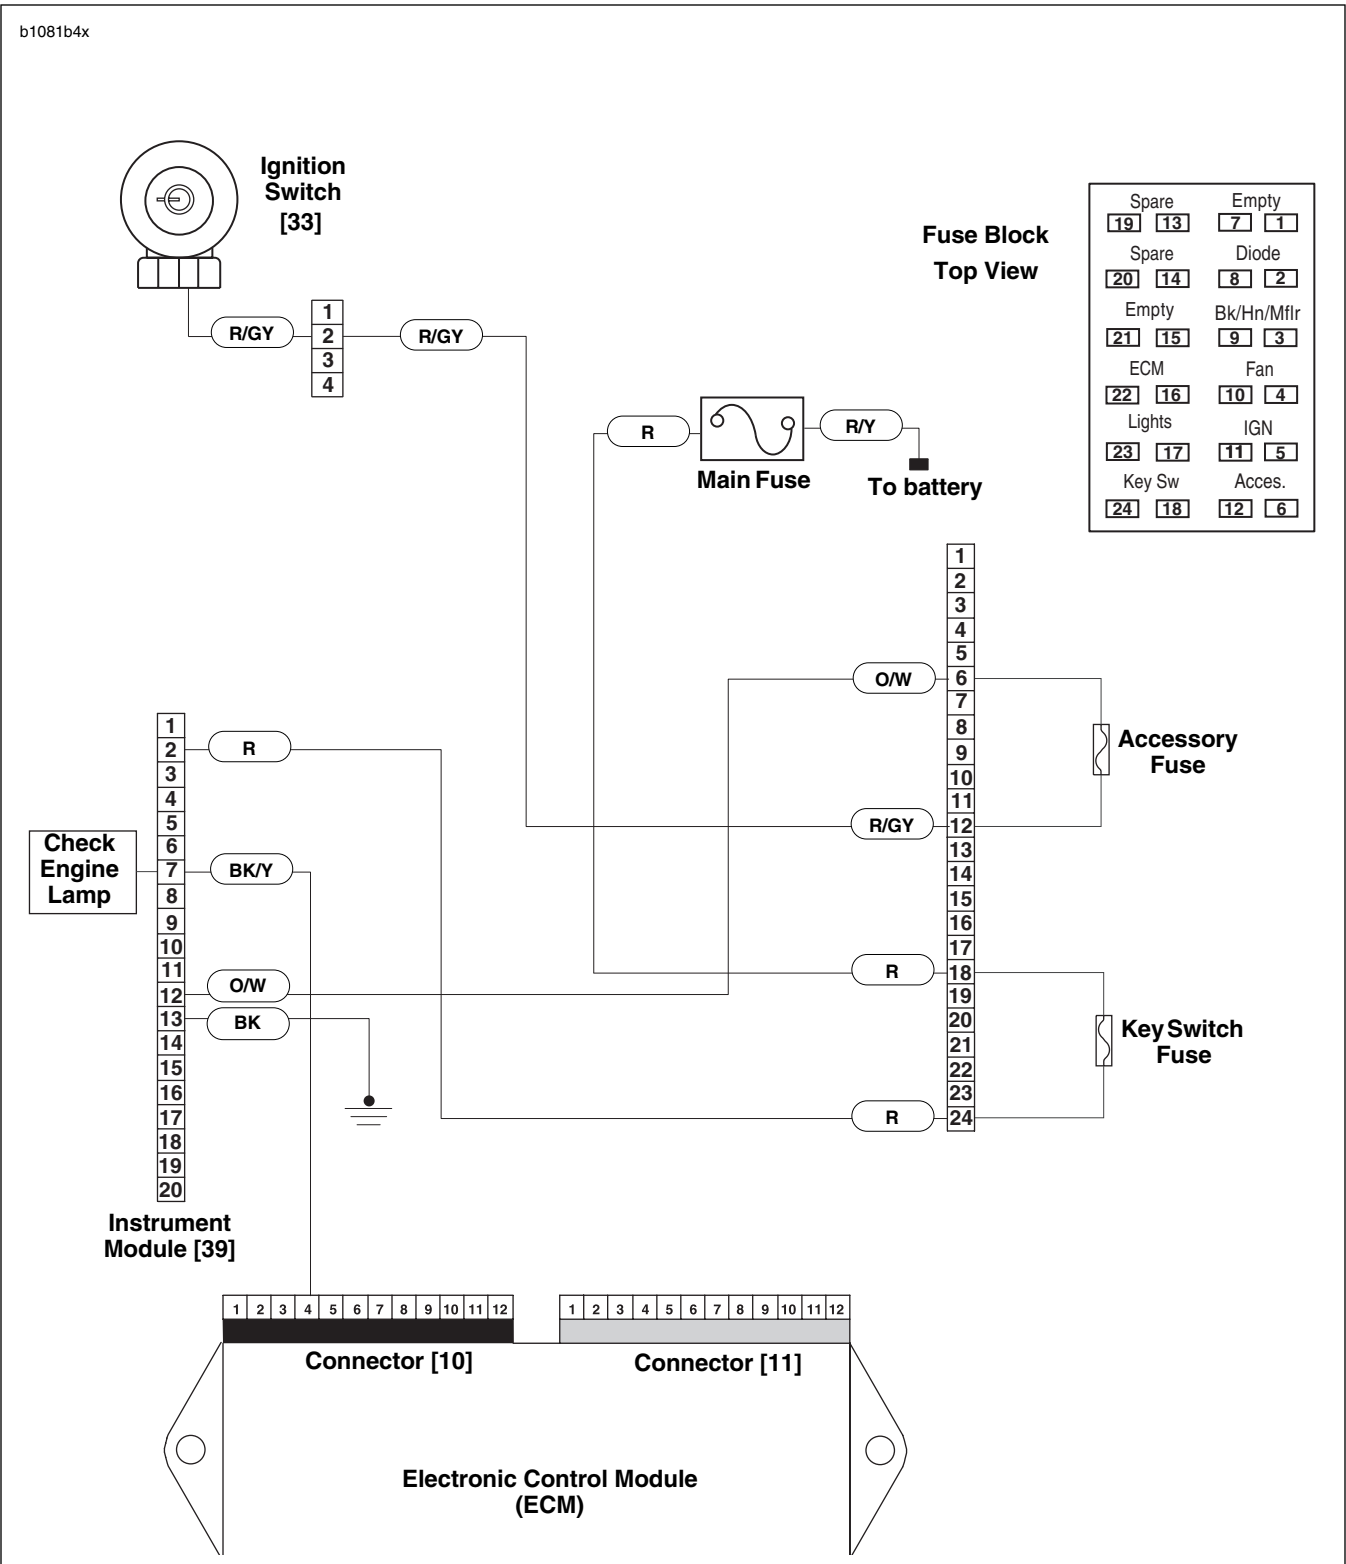 b1081b4x
Ignition
Switch
[33]
R/GY
1
2
3
4
R/GY
Fuse Block
Top View
Spare Empty
19 13 7 1
Spare Diode
20 14 8 2
Empty Bk/Hn/Mflr
21 15 9 3
ECM Fan
22 16 10 4
Lights IGN
23 17 11 5
Key Sw Acces.
24 18 12 6
R
Main Fuse
R/Y
To battery
1
2
3
4
5
6
7
8
9
10
11
12
13
14
15
16
17
18
19
20
21
22
23
24
O/W
R/GY
R
R
Accessory
Fuse
Key Switch
Fuse
Check
Engine
Lamp
1
2
3
4
5
6
7
8
9
10
11
12
13
14
15
16
17
18
19
20
R
BK/Y
O/W
BK
Instrument
Module [39]
1 2 3 4 5 6 7 8 9 10 11 12
1 2 3 4 5 6 7 8 9 10 11 12
Connector [10]
Connector [11]
Electronic Control Module
(ECM)